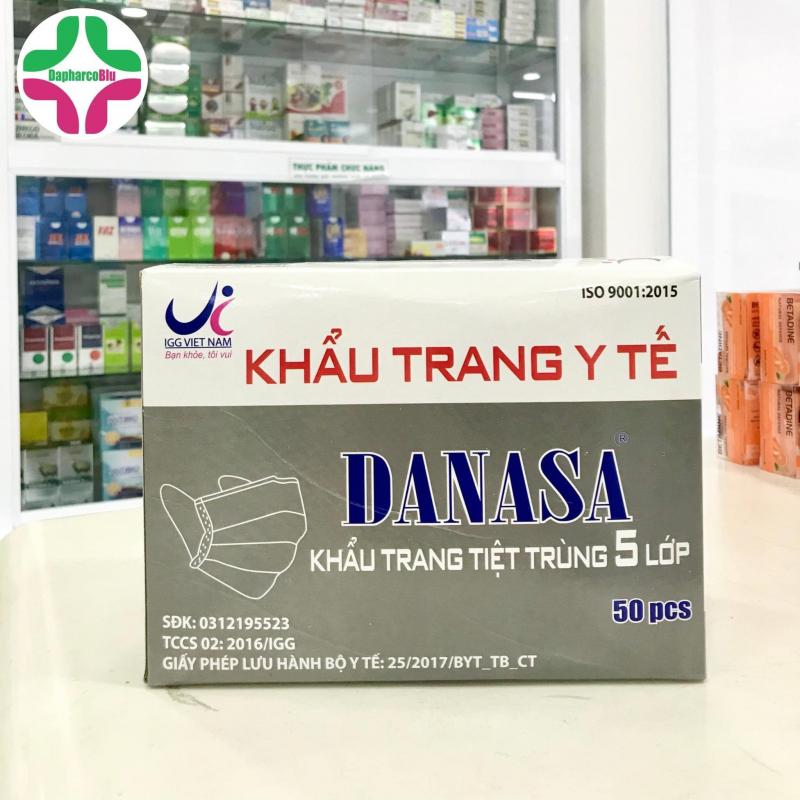 DapharcoBlu
THỰC PHẨM CHỨC NĂNG
ISO 9001:2015
IGG VIET NAM
Bạn khỏe, tôi vui
KHẨU TRANG Y TẾ
DANASA®
KHẨU TRANG TIỆT TRÙNG 5 LỚP
50 pcs
SĐK: 0312195523
TCCS 02: 2016/IGG
GIẤY PHÉP LƯU HÀNH BỘ Y TẾ: 25/2017/BYT_TB_CT
BETADINE
BETADINE